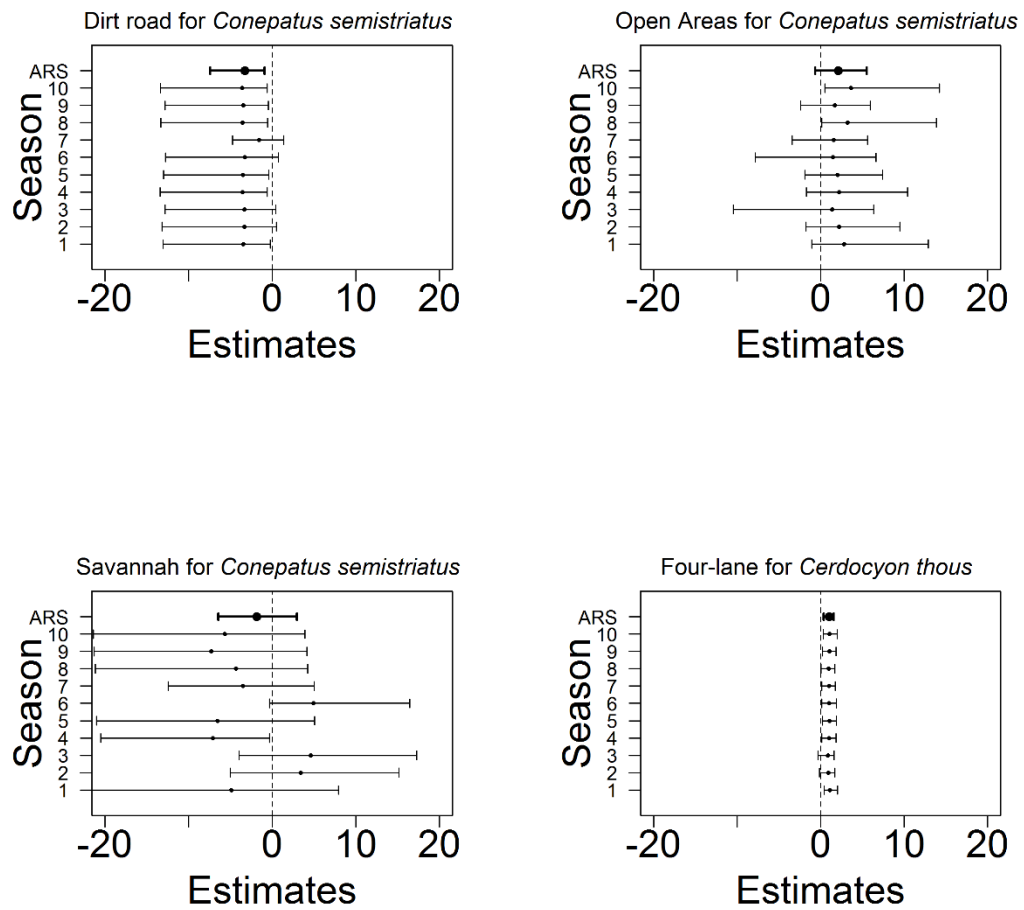 Dirt road for Conepatus semistriatus
Season
ARS
10
9
8
7
6
5
4
3
2
1
-20 0 10 20
Estimates
Open Areas for Conepatus semistriatus
Season
ARS
10
9
8
7
6
5
4
3
2
1
-20 0 10 20
Estimates
Savannah for Conepatus semistriatus
Season
ARS
10
9
8
7
6
5
4
3
2
1
-20 0 10 20
Estimates
Four-lane for Cerdocyon thous
Season
ARS
10
9
8
7
6
5
4
3
2
1
-20 0 10 20
Estimates